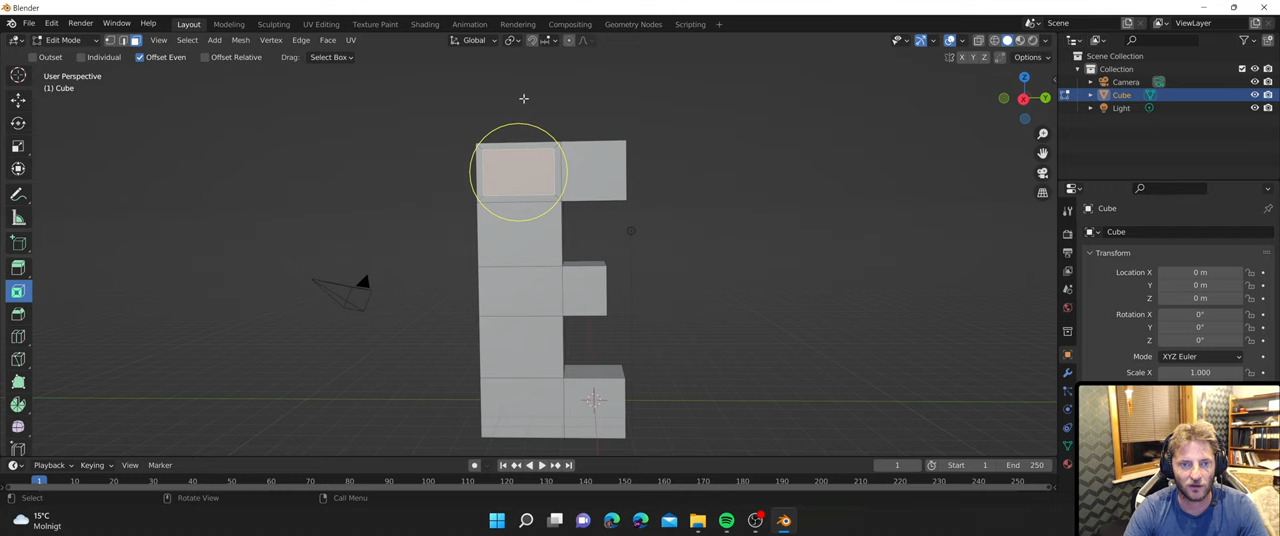 Blender
File Edit Window Help Layout Modeling Sculpting UV Editing Texture Paint Shading Animation Rendering Compositing Geometry Nodes Scripting + Scene ViewLayer
Edit Mode View Select Add Mesh Vertex Edge Face UV Global
Outset Individual Offset Even Offset Relative Drag: Select Box X Y Z Options
User Perspective
(1) Cube
Z
Y
X
Scene Collection
Collection
Camera
Cube
Light
Cube
Cube
Transform
Location X 0 m
Y 0 m
Z 0 m
Rotation X 0°
Y 0°
Z 0°
Mode XYZ Euler
Scale X 1.000
Playback Keying View Marker 1 Start 1 End 250
1 10 20 30 40 50 60 70 80 90 100 110 120 130 140 150 160 170 180 190 200 210 220 230 240 250
Select Rotate View Call Menu
15°C
Molnigt